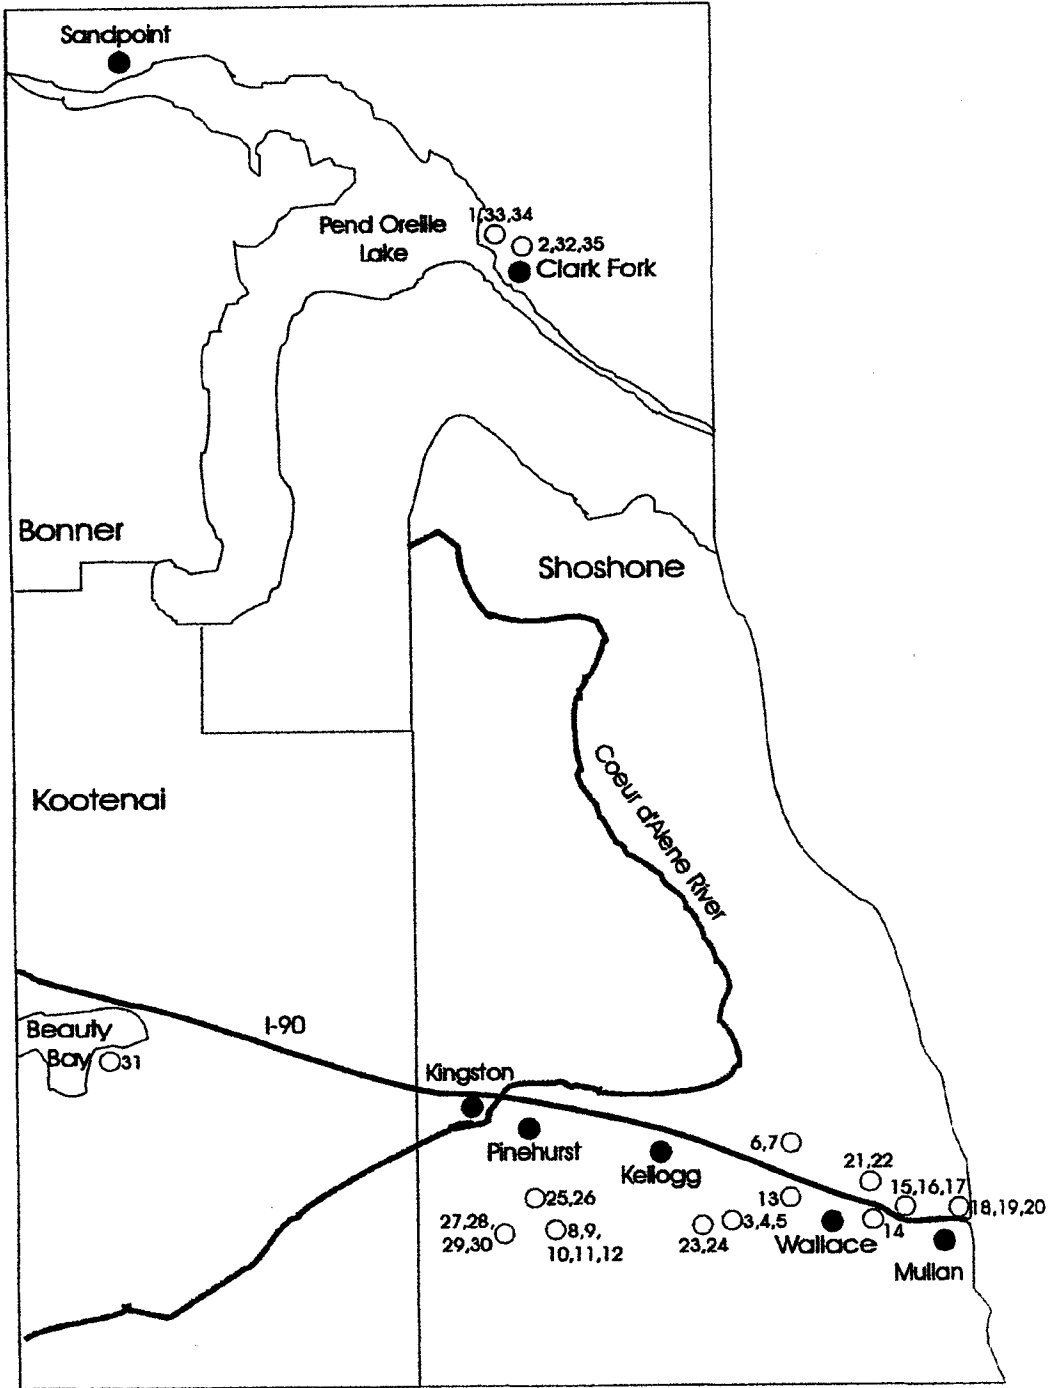 Sandpoint
1,33,34
Pend Oreille
Lake
2,32,35
Clark Fork
Bonner
Shoshone
Kootenai
Coeur d'Alene River
I-90
Beauty
Bay
31
Kingston
Pinehurst
Kellogg
6,7
21,22
15,16,17
18,19,20
13
14
25,26
27,28,
29,30
8,9,
10,11,12
3,4,5
23,24
Wallace
Mullan